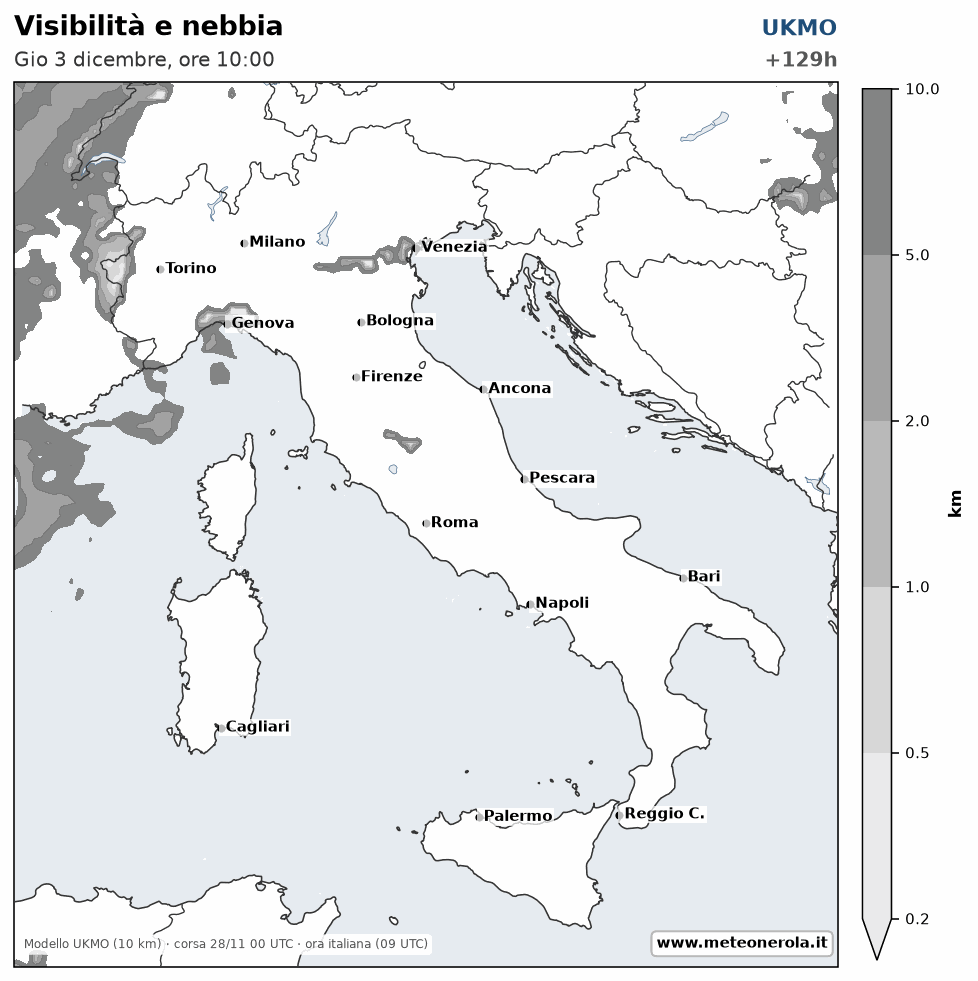 Visibilità e nebbia
UKMO
Gio 3 dicembre, ore 10:00
+129h
10.0
5.0
2.0
1.0
0.5
0.2
km
Milano
Venezia
Torino
Genova
Bologna
Firenze
Ancona
Pescara
Roma
Bari
Napoli
Cagliari
Palermo
Reggio C.
Modello UKMO (10 km) · corsa 28/11 00 UTC · ora italiana (09 UTC)
www.meteonerola.it